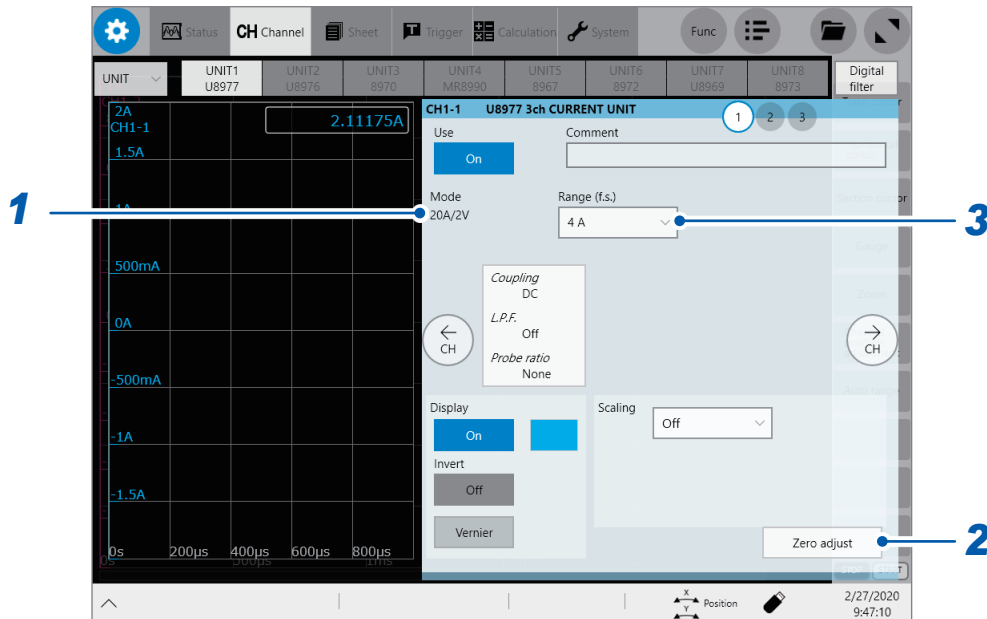 Status
CH Channel
Sheet
Trigger
Calculation
System
Func
UNIT
UNIT1
U8977
UNIT2
U8976
UNIT3
8970
UNIT4
MR8990
UNIT5
8967
UNIT6
8972
UNIT7
U8969
UNIT8
8973
Digital
filter
2A
CH1-1
2.11175A
1.5A
1A
500mA
0A
-500mA
-1A
-1.5A
0s 200µs 400µs 600µs 800µs
CH1-1 U8977 3ch CURRENT UNIT
1 2 3
Use
On
Comment
Mode
20A/2V
Range (f.s.)
4 A
Coupling
DC
L.P.F.
Off
Probe ratio
None
← CH
→ CH
Display
On
Invert
Off
Vernier
Scaling
Off
Zero adjust
Gauge
Zoom
STOP START
X
Y
Position
2/27/2020
9:47:10
1
3
2